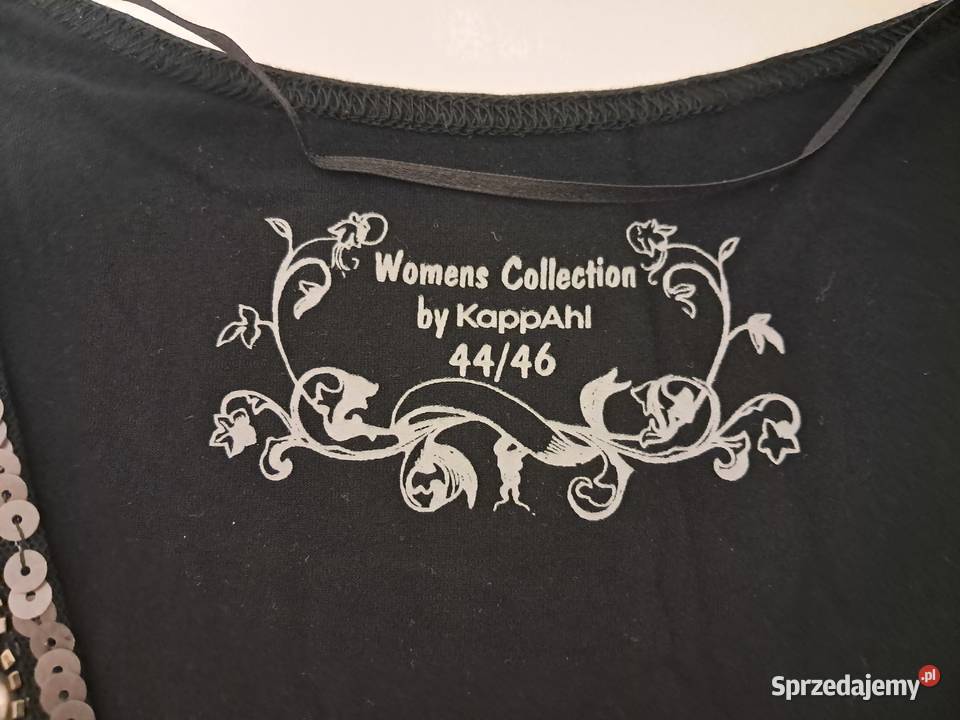 Womens Collection
by KappAhl
44/46
Sprzedajemy.pl